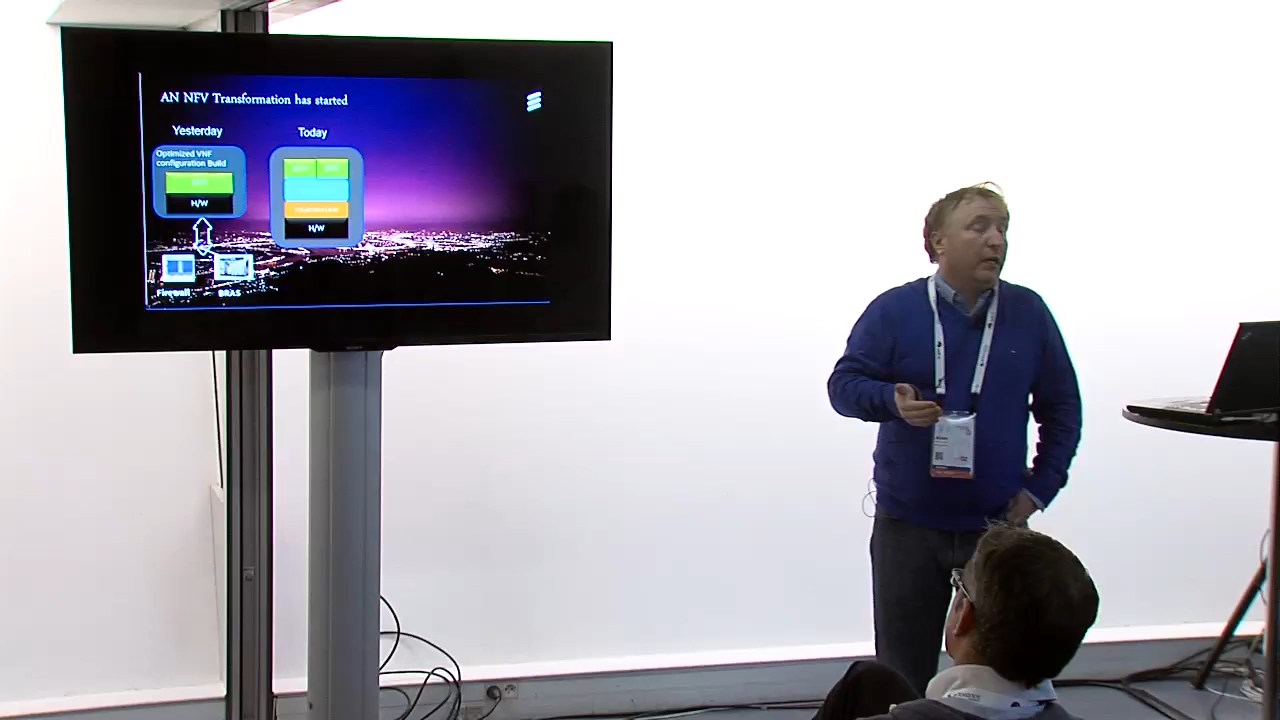 AN NFV Transformation has started
Yesterday
Today
Optimized VNF
configuration Build
H/W
H/W
Firewall
BRAS